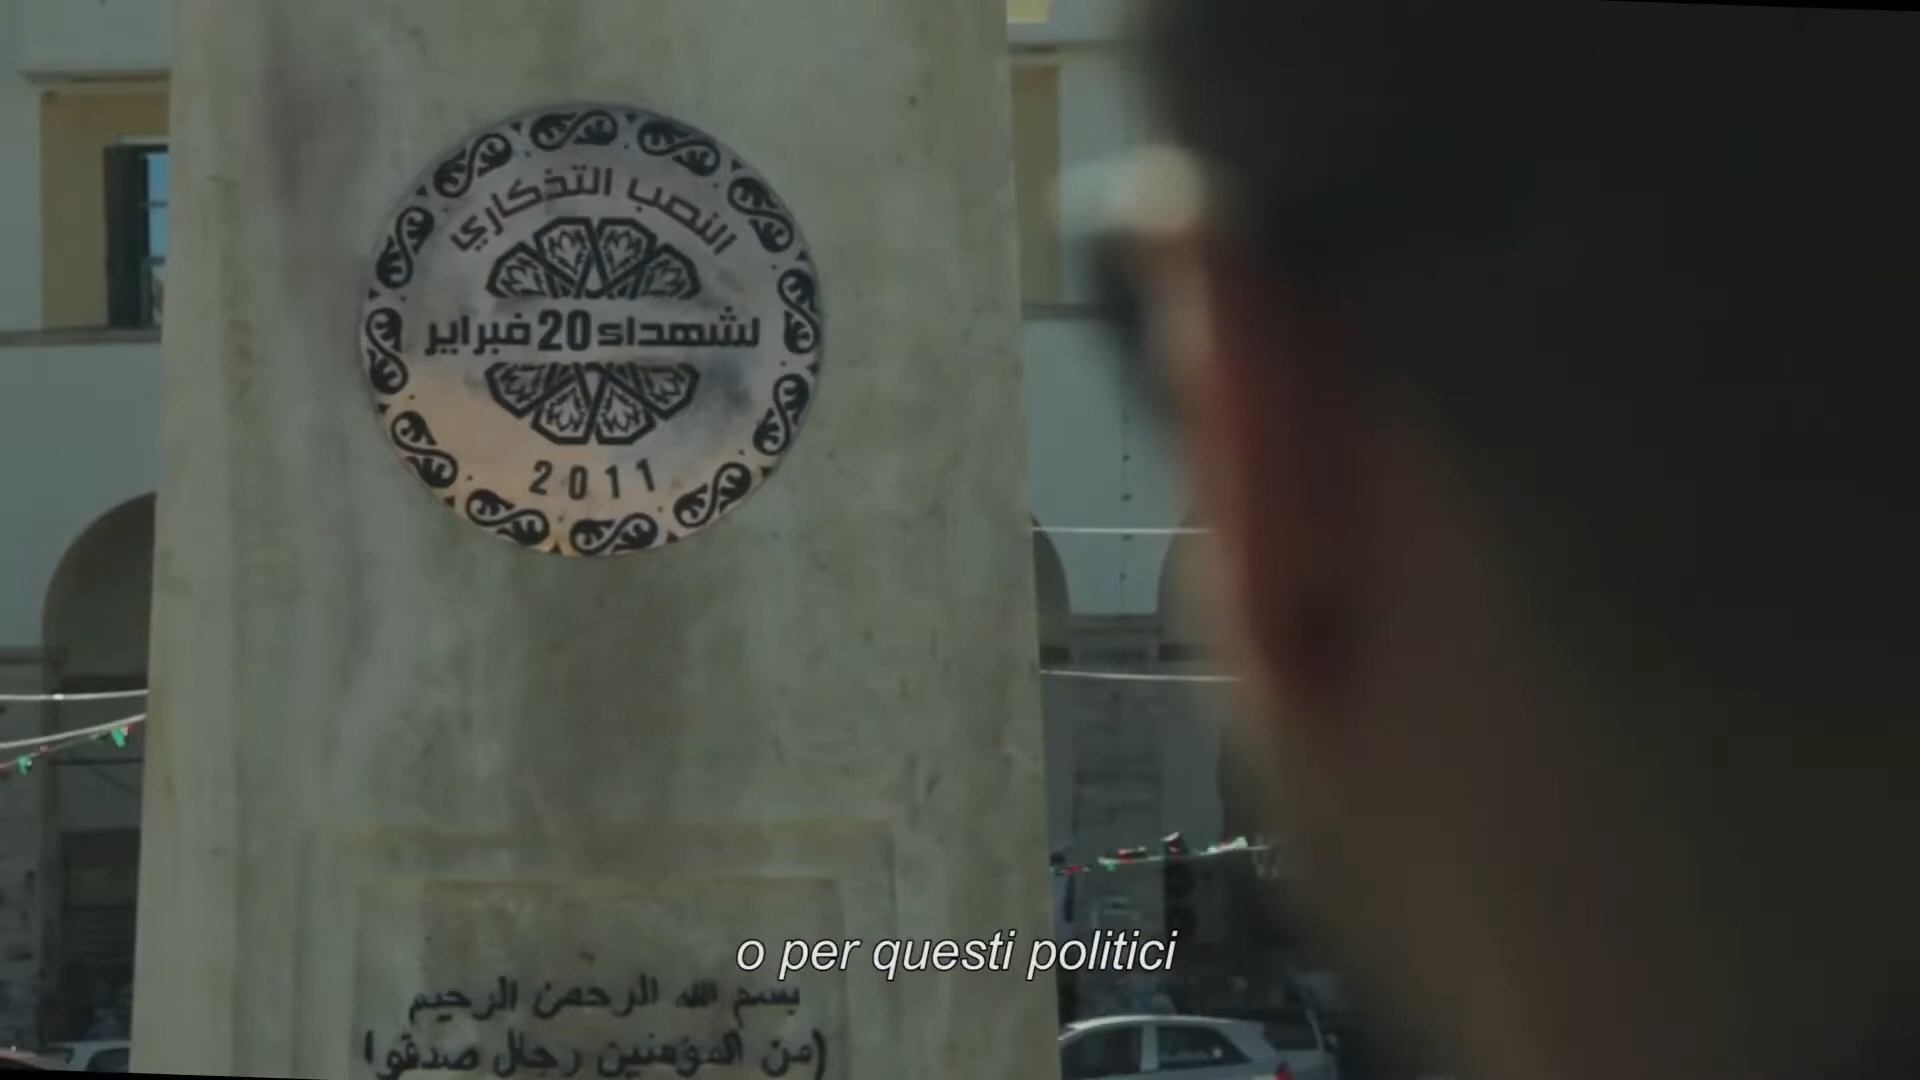 النصب التذكاري
لشهداء 20 فبراير
2011
o per questi politici
بسم الله الرحمن الرحيم
(من المؤمنين رجال صدقوا